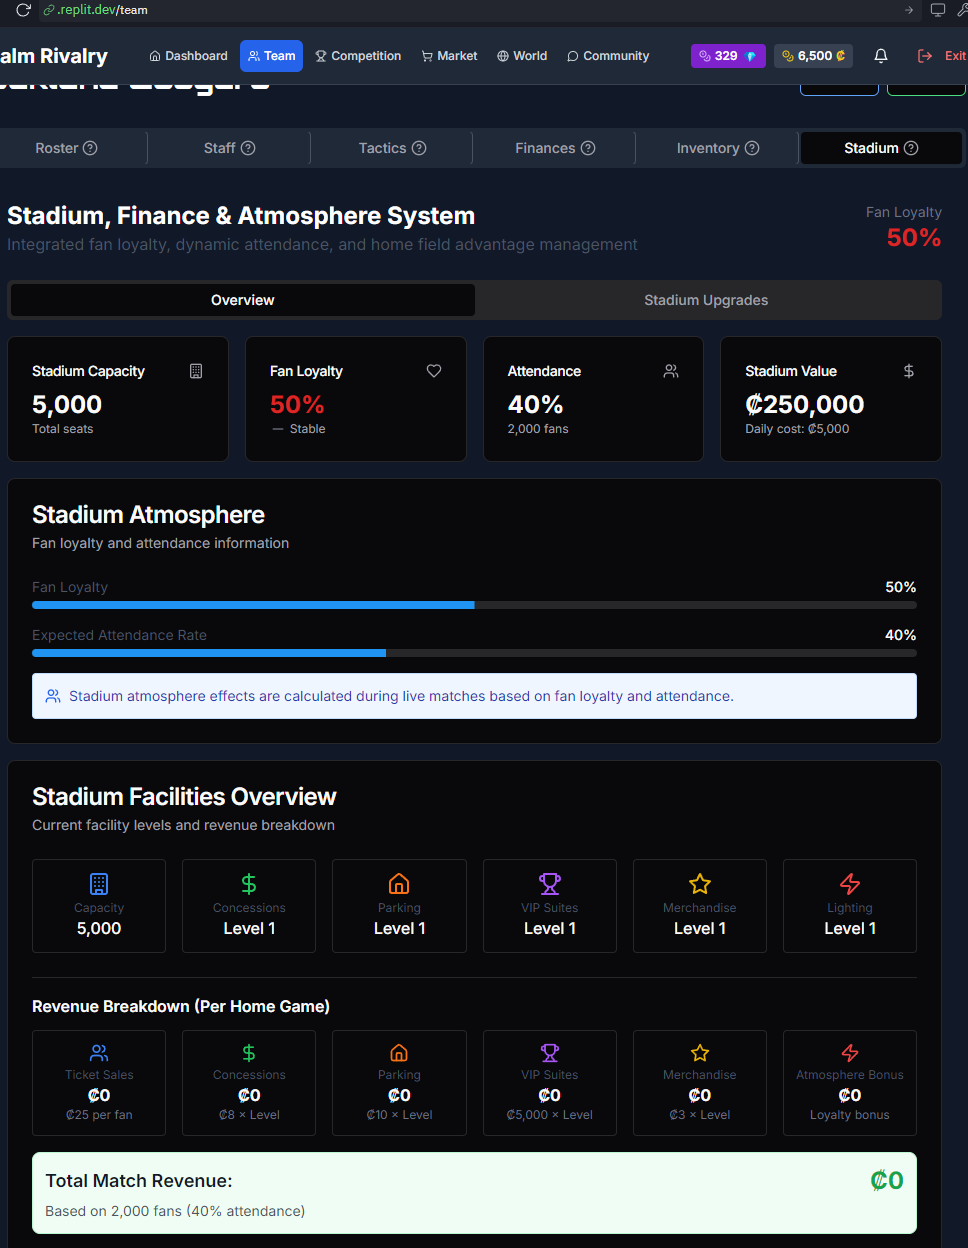 .replit.dev/team
alm Rivalry
Dashboard
Team
Competition
Market
World
Community
329
6,500 ₡
Exit
Roster
Staff
Tactics
Finances
Inventory
Stadium
Stadium, Finance & Atmosphere System
Integrated fan loyalty, dynamic attendance, and home field advantage management
Fan Loyalty
50%
Overview
Stadium Upgrades
Stadium Capacity
5,000
Total seats
Fan Loyalty
50%
— Stable
Attendance
40%
2,000 fans
Stadium Value
₡250,000
Daily cost: ₡5,000
Stadium Atmosphere
Fan loyalty and attendance information
Fan Loyalty
50%
Expected Attendance Rate
40%
Stadium atmosphere effects are calculated during live matches based on fan loyalty and attendance.
Stadium Facilities Overview
Current facility levels and revenue breakdown
Capacity
5,000
Concessions
Level 1
Parking
Level 1
VIP Suites
Level 1
Merchandise
Level 1
Lighting
Level 1
Revenue Breakdown (Per Home Game)
Ticket Sales
₡0
₡25 per fan
Concessions
₡0
₡8 × Level
Parking
₡0
₡10 × Level
VIP Suites
₡0
₡5,000 × Level
Merchandise
₡0
₡3 × Level
Atmosphere Bonus
₡0
Loyalty bonus
Total Match Revenue:
₡0
Based on 2,000 fans (40% attendance)